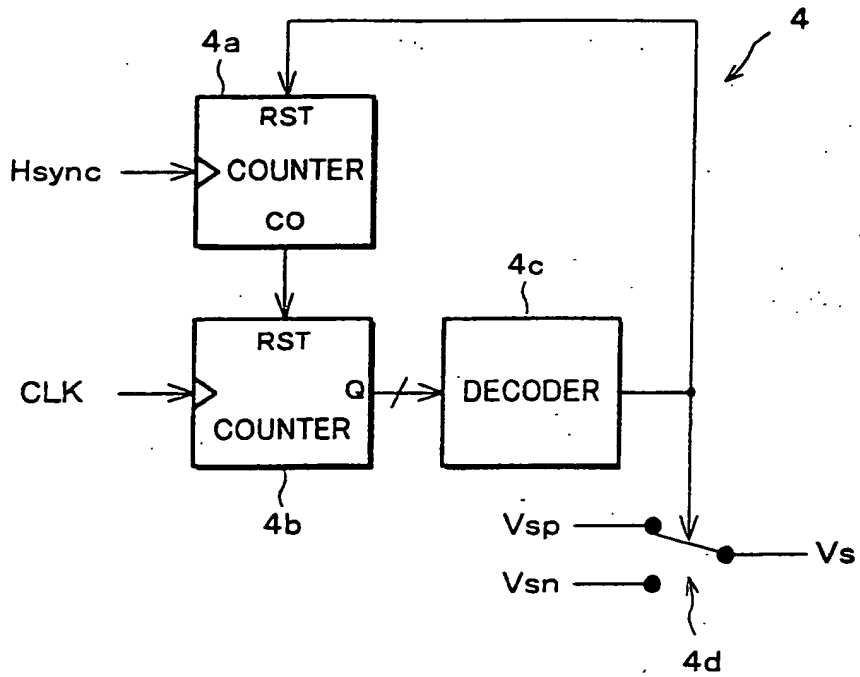 4
4a
RST
Hsync
COUNTER
CO
4c
RST
CLK
Q
DECODER
COUNTER
4b
Vsp
Vs
Vsn
4d